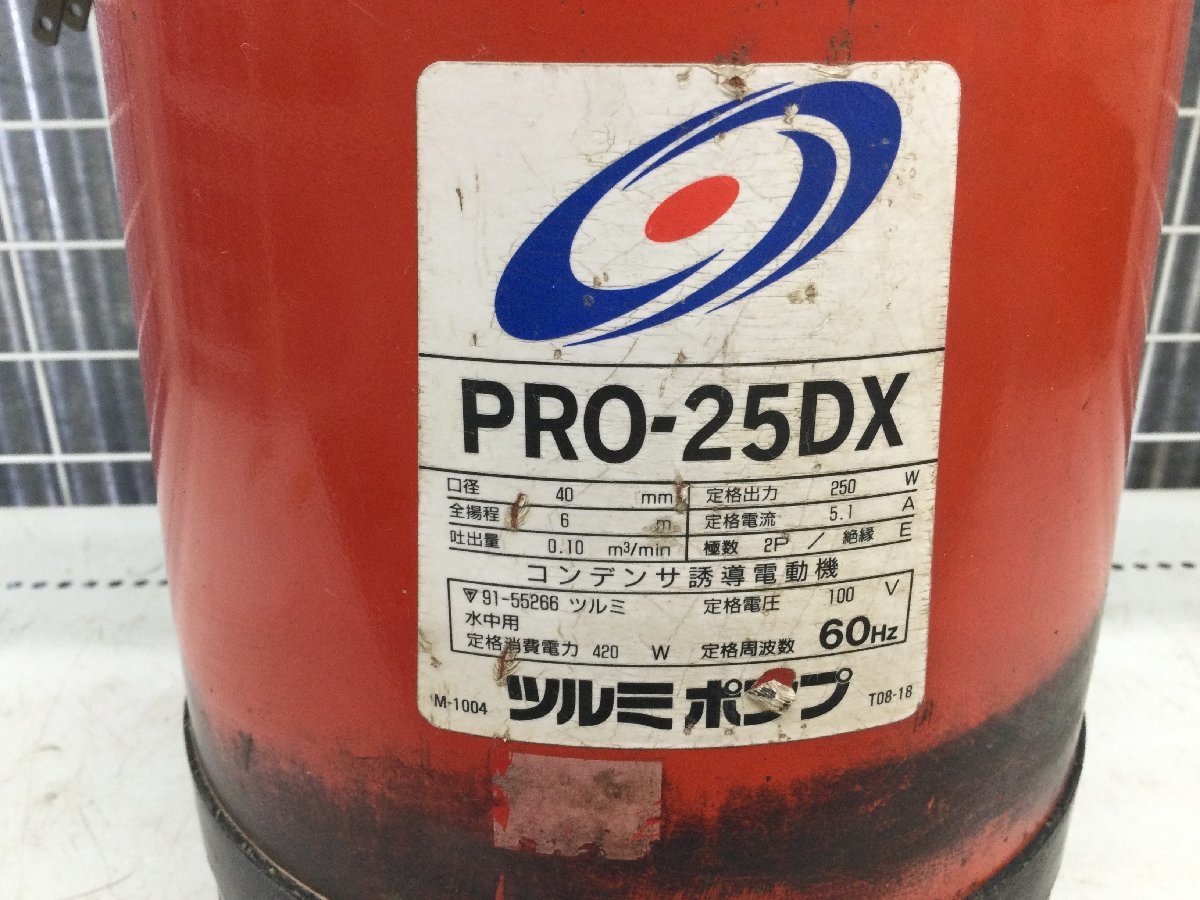 PRO-25DX
口径 40 mm 定格出力 250 W
全揚程 6 m 定格電流 5.1 A
吐出量 0.10 m³/min 極数 2P / 絶縁 E
コンデンサ誘導電動機
91-55266 ツルミ 定格電圧 100 V
水中用
定格消費電力 420 W 定格周波数 60Hz
M-1004 ツルミポンプ T08-18